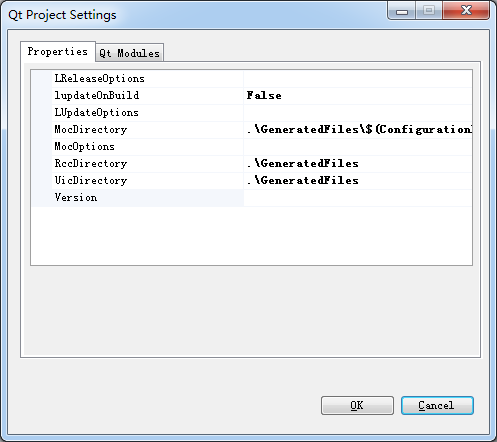 Qt Project Settings
Properties Qt Modules
LReleaseOptions
lupdateOnBuild False
LUpdateOptions
MocDirectory .\GeneratedFiles\$(Configuration
MocOptions
RccDirectory .\GeneratedFiles
UicDirectory .\GeneratedFiles
Version
OK Cancel